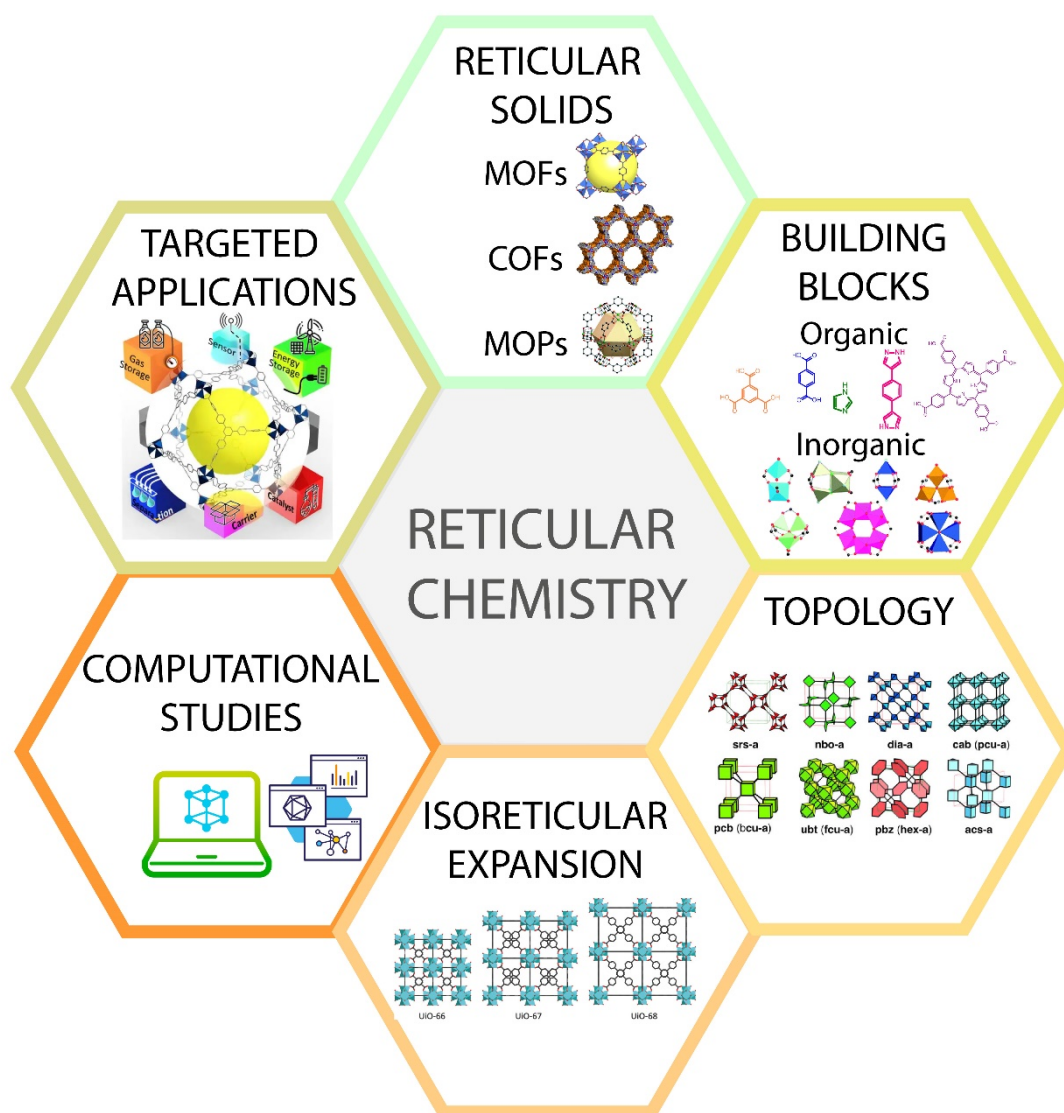 RETICULAR
SOLIDS
MOFs
COFs
MOPs
TARGETED
APPLICATIONS
Gas
Storage
Sensor
Energy
Storage
Carrier
Catalyst
BUILDING
BLOCKS
Organic
Inorganic
RETICULAR
CHEMISTRY
TOPOLOGY
srs-a
nbo-a
dia-a
cab (pcu-a)
pcb (bcu-a)
ubt (fcu-a)
pbz (hex-a)
acs-a
COMPUTATIONAL
STUDIES
ISORETICULAR
EXPANSION
UiO-66
UiO-67
UiO-68